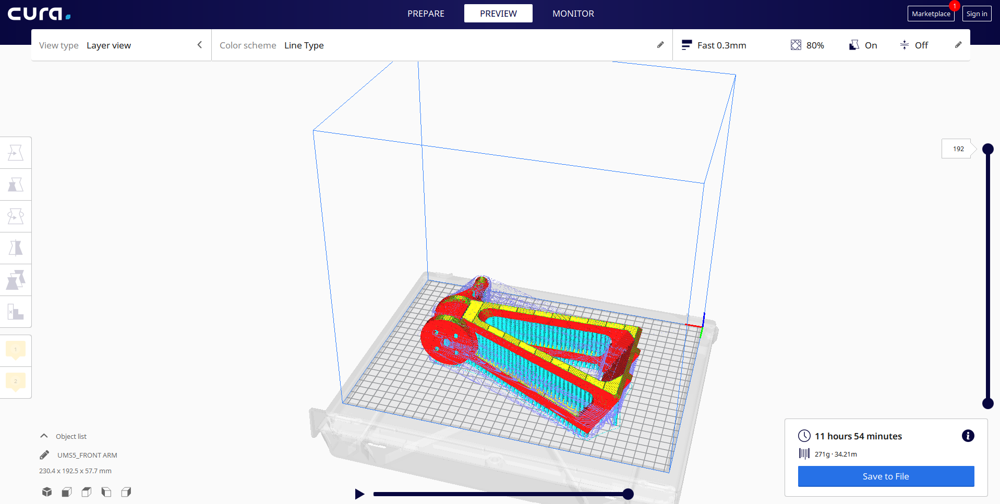 cura.
PREPARE PREVIEW MONITOR
Marketplace 1 Sign in
View type Layer view
Color scheme Line Type
Fast 0.3mm 80% On Off
192
1
2
Object list
UMS5_FRONT ARM
230.4 x 192.5 x 57.7 mm
11 hours 54 minutes
271g · 34.21m
Save to File